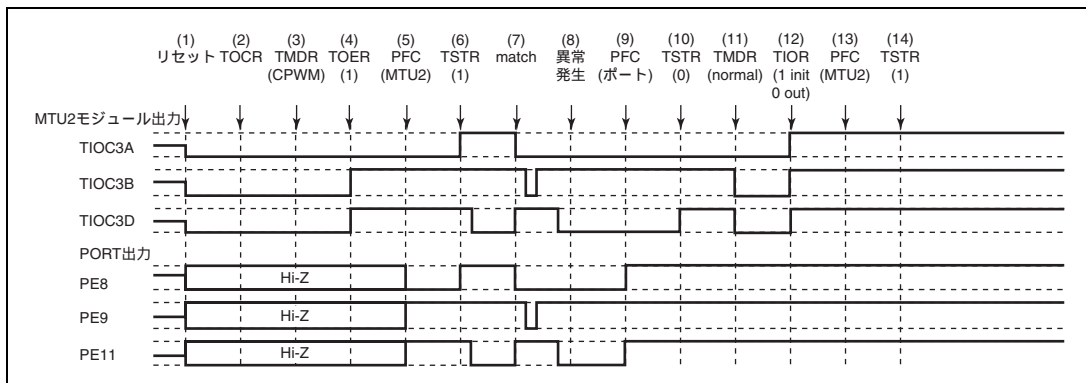 (1) (2) (3) (4) (5) (6) (7) (8) (9) (10) (11) (12) (13) (14)
リセット TOCR TMDR TOER PFC TSTR match 異常 PFC TSTR TMDR TIOR PFC TSTR
(CPWM) (1) (MTU2) (1) 発生 (ポート) (0) (normal) (1 init (MTU2) (1)
0 out)
MTU2モジュール出力
TIOC3A
TIOC3B
TIOC3D
PORT出力
PE8 Hi-Z
PE9 Hi-Z
PE11 Hi-Z